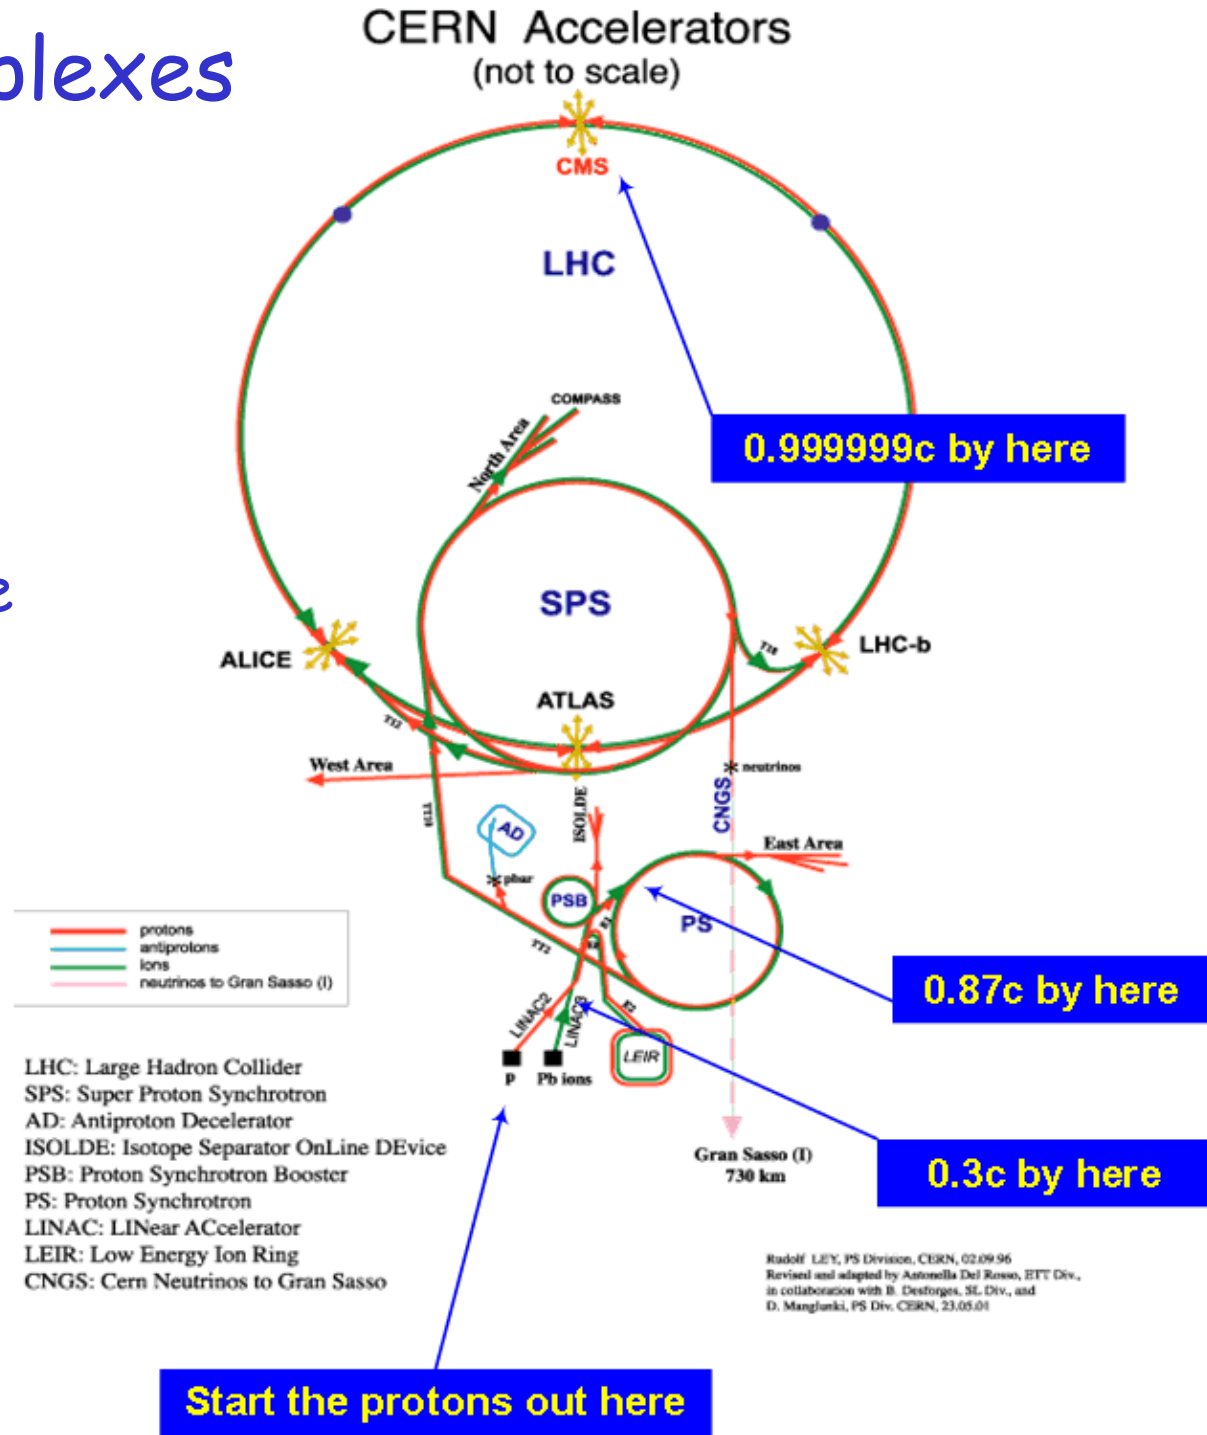 plexes
CERN Accelerators
(not to scale)
CMS
LHC
COMPASS
North Area
0.999999c by here
SPS
e
ALICE
LHC-b
ATLAS
West Area
neutrinos
ISOLDE
CNGS
AD
East Area
pbar
PSB
PS
protons
antiprotons
ions
neutrinos to Gran Sasso (I)
TT2
E2
0.87c by here
LINAC2
LINAC3
LEIR
p
Pb ions
LHC: Large Hadron Collider
SPS: Super Proton Synchrotron
AD: Antiproton Decelerator
ISOLDE: Isotope Separator OnLine DEvice
PSB: Proton Synchrotron Booster
PS: Proton Synchrotron
LINAC: LINear ACcelerator
LEIR: Low Energy Ion Ring
CNGS: Cern Neutrinos to Gran Sasso
Gran Sasso (I)
730 km
0.3c by here
Rudolf LEY, PS Division, CERN, 02.09.96
Revised and adapted by Antonella Del Rosso, ETT Div.,
in collaboration with B. Desforges, SL Div., and
D. Manglunki, PS Div. CERN, 23.05.01
Start the protons out here